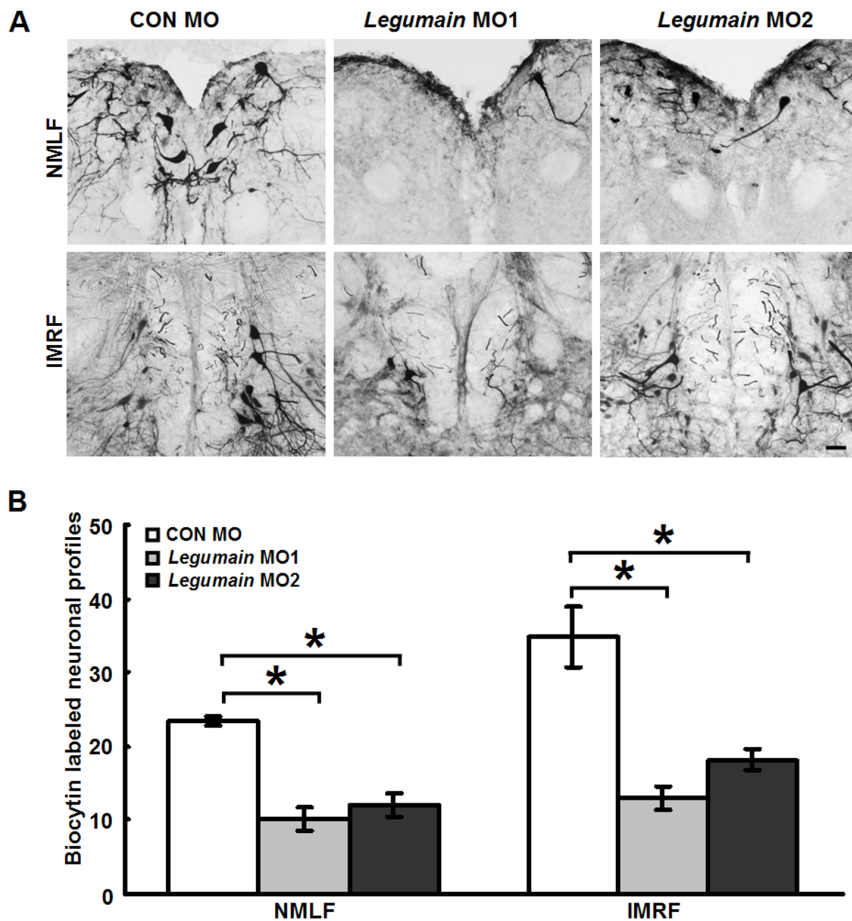 A
CON MO
Legumain MO1
Legumain MO2
NMLF
IMRF
B
Biocytin labeled neuronal profiles
50
40
30
20
10
0
CON MO
Legumain MO1
Legumain MO2
*
*
*
*
NMLF
IMRF